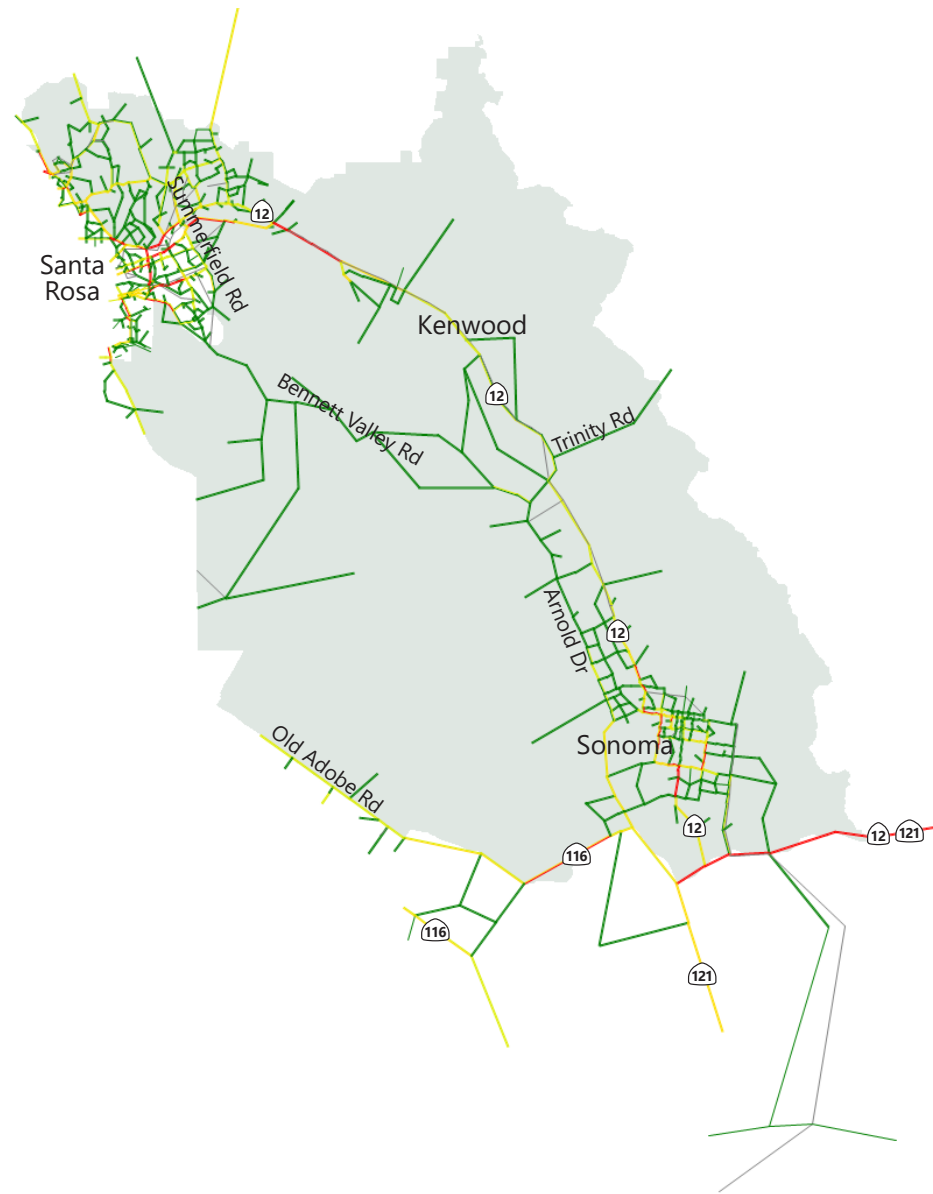 12
Summerfield Rd
Santa
Rosa
Kenwood
12
Bennett Valley Rd
Trinity Rd
Arnold Dr
12
Sonoma
Old Adobe Rd
12
12
121
116
116
121